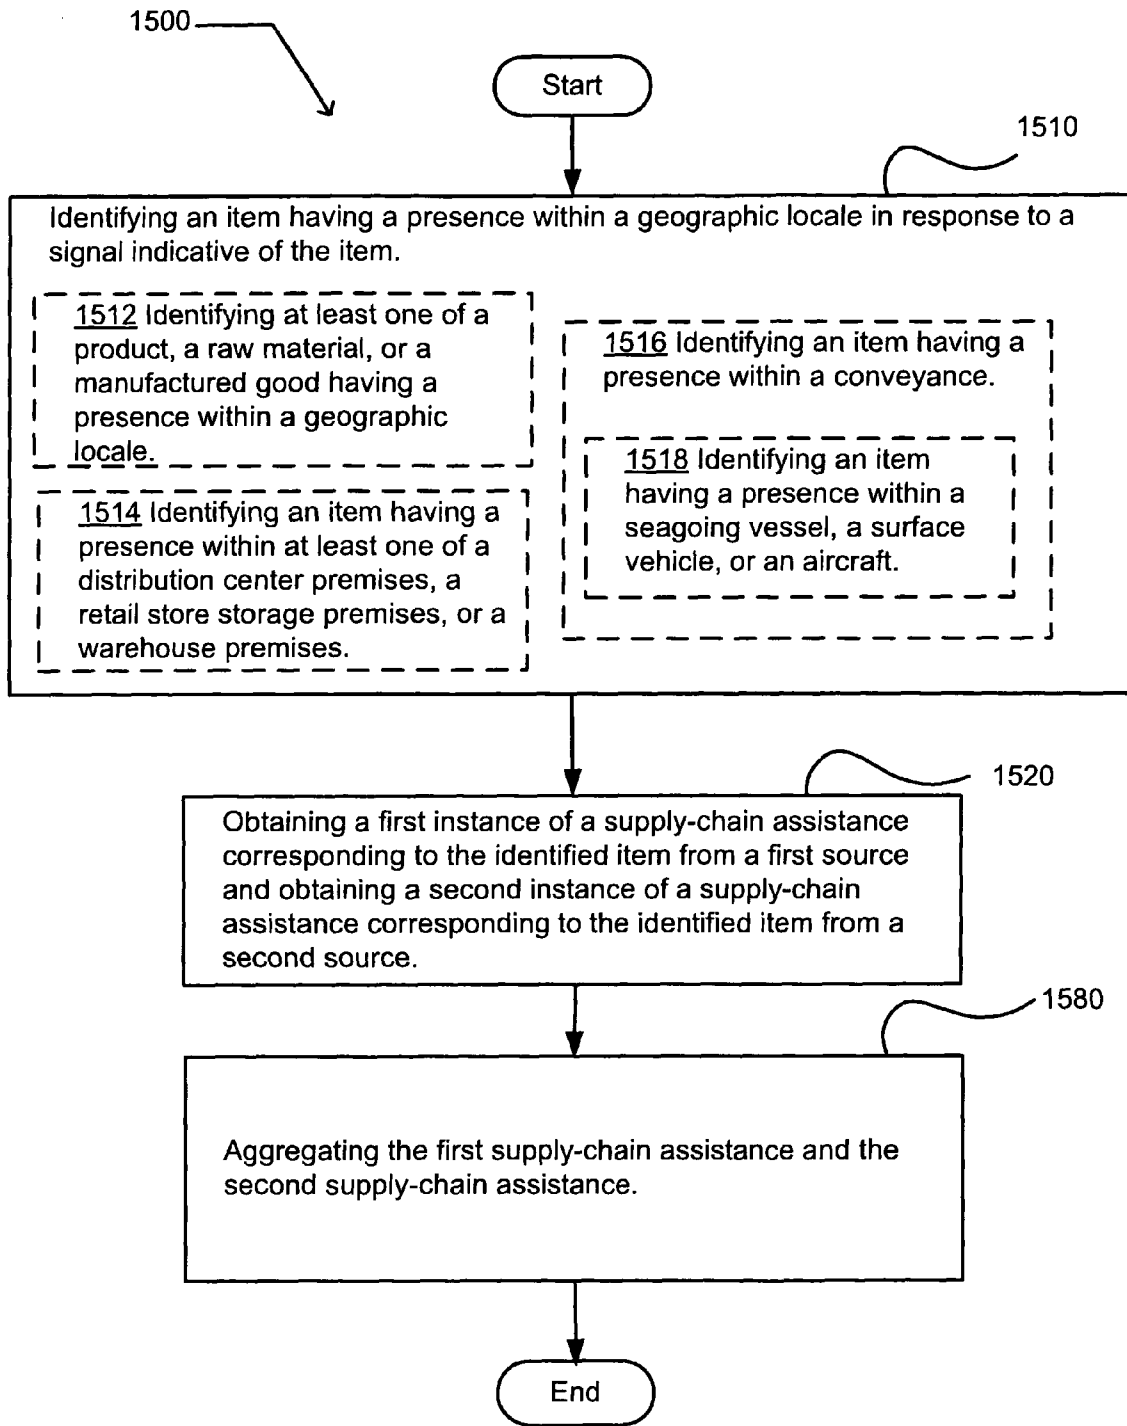 1500
Start
1510
Identifying an item having a presence within a geographic locale in response to a
signal indicative of the item.
1512 Identifying at least one of a
product, a raw material, or a
manufactured good having a
presence within a geographic
locale.
1514 Identifying an item having a
presence within at least one of a
distribution center premises, a
retail store storage premises, or a
warehouse premises.
1516 Identifying an item having a
presence within a conveyance.
1518 Identifying an item
having a presence within a
seagoing vessel, a surface
vehicle, or an aircraft.
1520
Obtaining a first instance of a supply-chain assistance
corresponding to the identified item from a first source
and obtaining a second instance of a supply-chain
assistance corresponding to the identified item from a
second source.
1580
Aggregating the first supply-chain assistance and the
second supply-chain assistance.
End